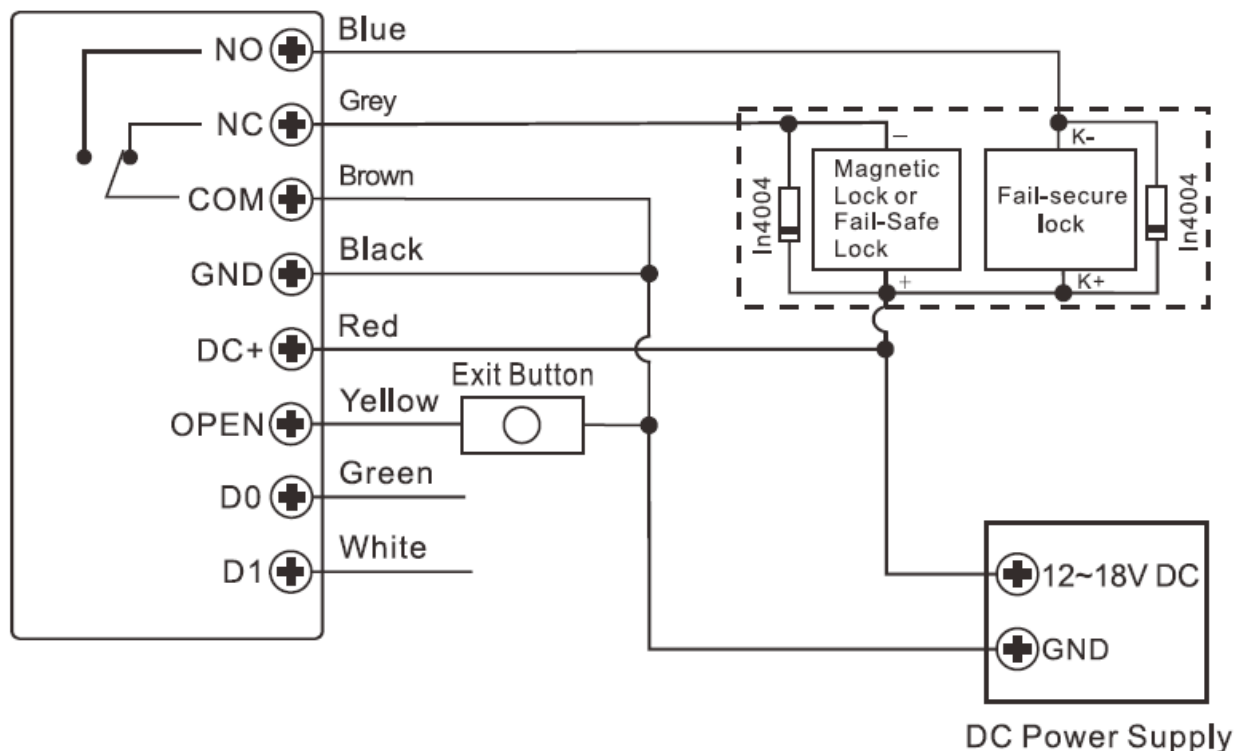 NO
Blue
NC
Grey
COM
Brown
GND
Black
DC+
Red
OPEN
Yellow
Exit Button
D0
Green
D1
White
In4004
−
Magnetic
Lock or
Fail-Safe
Lock
+
K-
Fail-secure
lock
K+
In4004
12~18V DC
GND
DC Power Supply